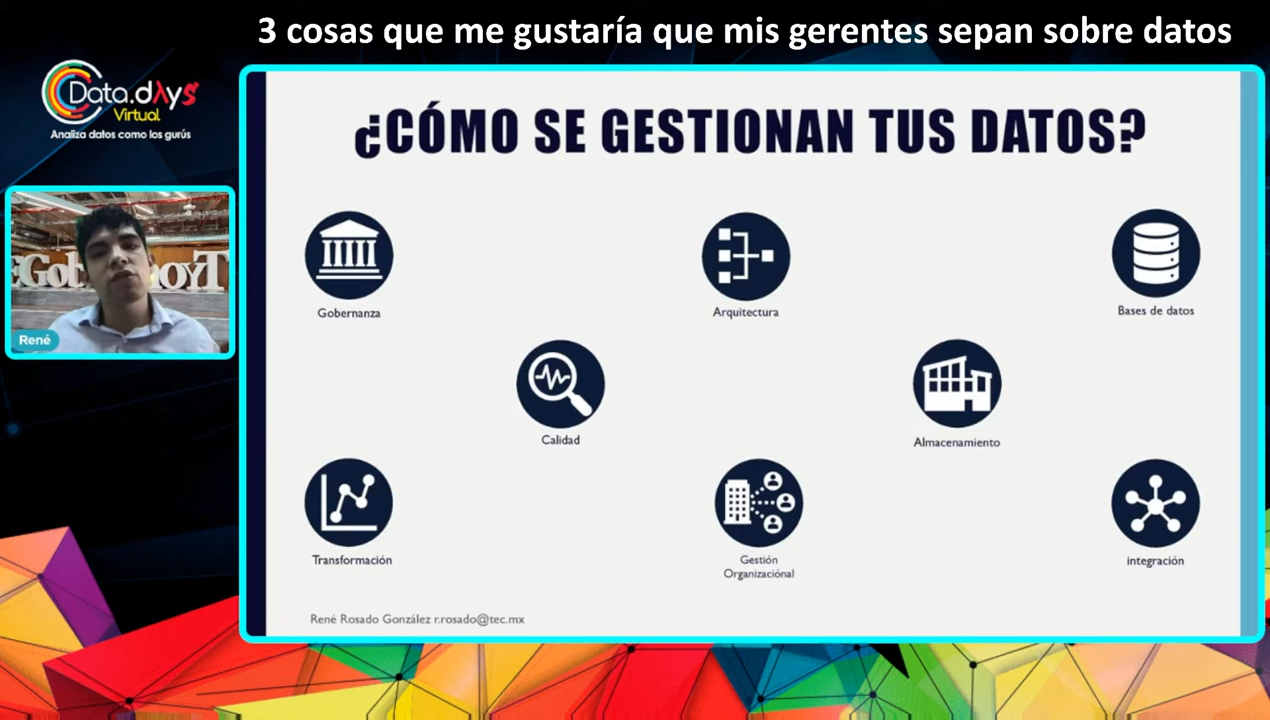 3 cosas que me gustaría que mis gerentes sepan sobre datos
Data.dAys
Virtual
Analiza datos como los gurús
¿CÓMO SE GESTIONAN TUS DATOS?
René
Gobernanza
Arquitectura
Bases de datos
Calidad
Almacenamiento
Transformación
Gestión
Organizaciónal
integración
René Rosado González r.rosado@tec.mx